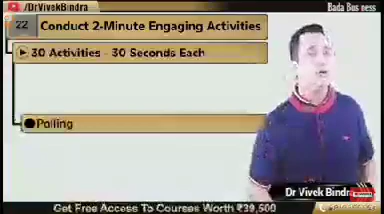 /DrVivekBindra
Bada Business
22 Conduct 2-Minute Engaging Activities
30 Activities - 30 Seconds Each
Polling
Dr Vivek Bindra
Get Free Access To Courses Worth ₹39,500